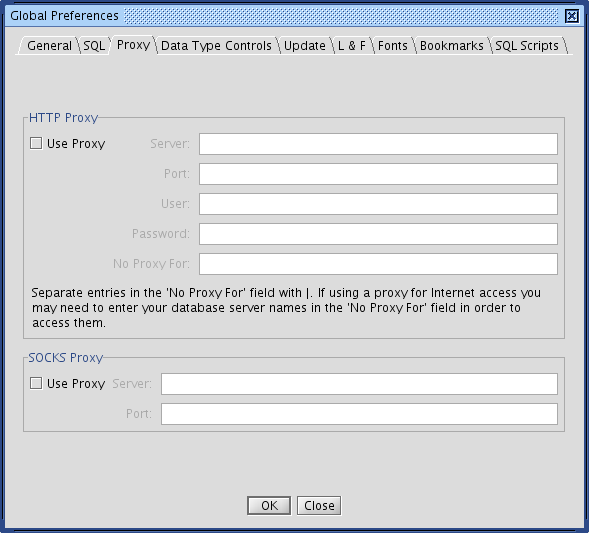 Global Preferences
General SQL Proxy Data Type Controls Update L & F Fonts Bookmarks SQL Scripts
HTTP Proxy
Use Proxy Server:
Port:
User:
Password:
No Proxy For:
Separate entries in the 'No Proxy For' field with |. If using a proxy for Internet access you
may need to enter your database server names in the 'No Proxy For' field in order to
access them.
SOCKS Proxy
Use Proxy Server:
Port:
OK Close